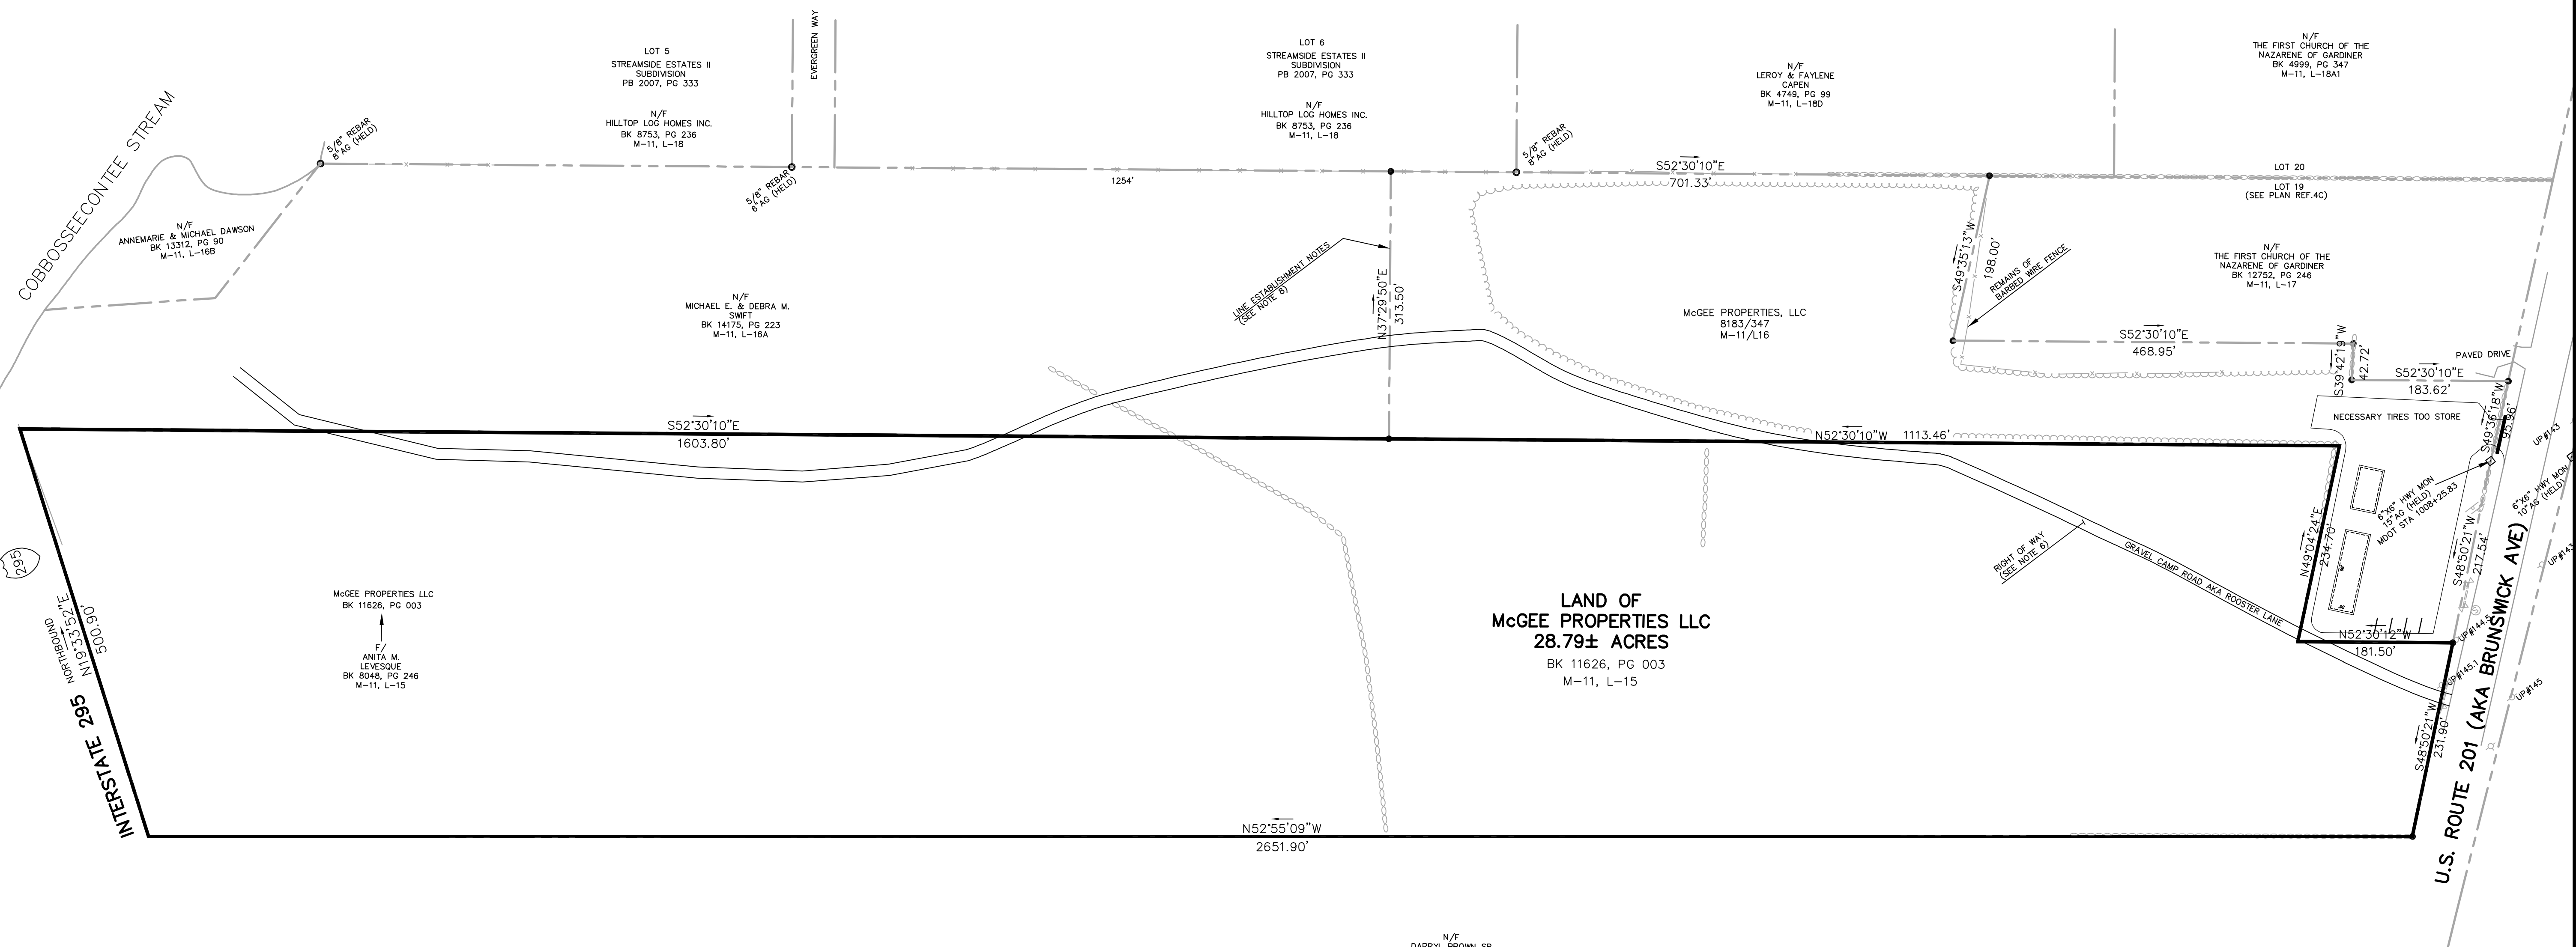 COBBOSSEECONTEE STREAM
5/8" REBAR
8"AG (HELD)
N/F
ANNEMARIE & MICHAEL DAWSON
BK 13312, PG 90
M-11, L-16B
LOT 5
STREAMSIDE ESTATES II
SUBDIVISION
PB 2007, PG 333
N/F
HILLTOP LOG HOMES INC.
BK 8753, PG 236
M-11, L-18
EVERGREEN WAY
5/8" REBAR
6"AG (HELD)
1254'
LOT 6
STREAMSIDE ESTATES II
SUBDIVISION
PB 2007, PG 333
N/F
HILLTOP LOG HOMES INC.
BK 8753, PG 236
M-11, L-18
5/8" REBAR
8"AG (HELD)
N/F
LEROY & FAYLENE
CAPEN
BK 4749, PG 99
M-11, L-18D
N/F
THE FIRST CHURCH OF THE
NAZARENE OF GARDINER
BK 4999, PG 347
M-11, L-18A1
S52°30'10"E
701.33'
LOT 20
LOT 19
(SEE PLAN REF.4C)
N/F
MICHAEL E. & DEBRA M.
SWIFT
BK 14175, PG 223
M-11, L-16A
LINE ESTABLISHMENT NOTES
(SEE NOTE 8)
N37°29'50"E
313.50'
McGEE PROPERTIES, LLC
8183/347
M-11/L16
S49°35'13"W
198.00'
REMAINS OF
BARBED WIRE FENCE
N/F
THE FIRST CHURCH OF THE
NAZARENE OF GARDINER
BK 12752, PG 246
M-11, L-17
S52°30'10"E
468.95'
S39°42'19"W
42.72'
PAVED DRIVE
S52°30'10"E
183.62'
NECESSARY TIRES TOO STORE
S49°36'18"W
95.96'
UP#143
S52°30'10"E
1603.80'
N52°30'10"W 1113.46'
6"X6" HWY MON
15"AG (HELD)
MDOT STA 1008+25.83
6"X6" HWY MON
10"AG (HELD)
N49°04'24"E
234.70'
S48°50'21"W
217.54'
UP#143
RIGHT OF WAY
(SEE NOTE 6)
GRAVEL CAMP ROAD AKA ROOSTER LANE
N52°30'12"W
181.50'
UP#144.5
UP#145.1
UP#145
295
INTERSTATE 295
NORTHBOUND
N19°33'52"E
500.90'
McGEE PROPERTIES LLC
BK 11626, PG 003
F/
ANITA M.
LEVESQUE
BK 8048, PG 246
M-11, L-15
LAND OF
McGEE PROPERTIES LLC
28.79± ACRES
BK 11626, PG 003
M-11, L-15
S48°50'21"W
231.90'
U.S. ROUTE 201 (AKA BRUNSWICK AVE)
N52°55'09"W
2651.90'
N/F
DARRYL BROWN SR